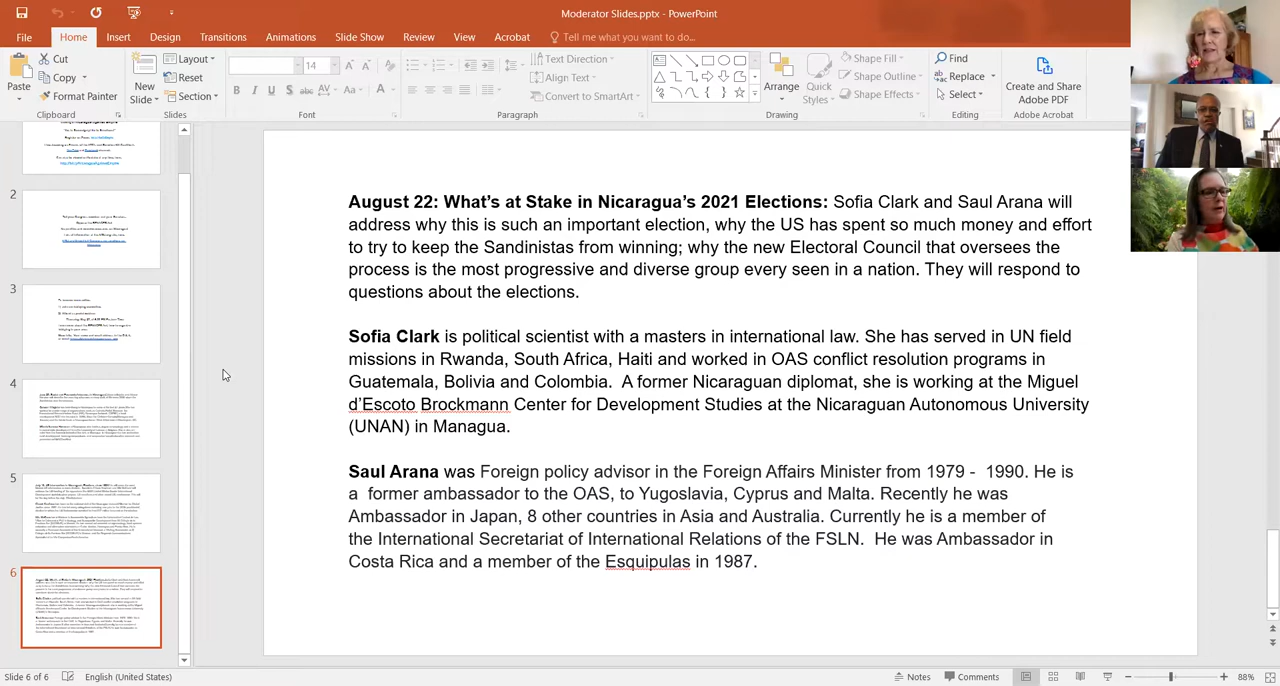 Moderator Slides.pptx - PowerPoint
File Home Insert Design Transitions Animations Slide Show Review View Acrobat Tell me what you want to do...
Paste
Cut
Copy
Format Painter
Clipboard
New
Slide
Layout
Reset
Section
Slides
14
B I U S abc AV Aa A
Font
Text Direction
Align Text
Convert to SmartArt
Paragraph
Arrange
Quick
Styles
Shape Fill
Shape Outline
Shape Effects
Drawing
Find
Replace
Select
Editing
Create and Share
Adobe PDF
Adobe Acrobat
2
3
4
5
6
August 22: What's at Stake in Nicaragua's 2021 Elections: Sofia Clark and Saul Arana will
address why this is such an important election, why the US has spent so much money and effort
to try to keep the Sandinistas from winning; why the new Electoral Council that oversees the
process is the most progressive and diverse group every seen in a nation. They will respond to
questions about the elections.
Sofia Clark is political scientist with a masters in international law. She has served in UN field
missions in Rwanda, South Africa, Haiti and worked in OAS conflict resolution programs in
Guatemala, Bolivia and Colombia. A former Nicaraguan diplomat, she is working at the Miguel
d'Escoto Brockmann Center for Development Studies, the Nicaraguan Autonomous University
(UNAN) in Managua.
Saul Arana was Foreign policy advisor in the Foreign Affairs Minister from 1979 - 1990. He is
a former ambassador to the OAS, to Yugoslavia, Cyprus and Malta. Recently he was
Ambassador in Japan to other countries in Asia and Oceania. Currently he is a member of
the International Secretariat of International Relations of the FSLN. He was Ambassador in
Costa Rica and a member of the Esquipulas in 1987.
Slide 6 of 6 English (United States) Notes Comments 88%